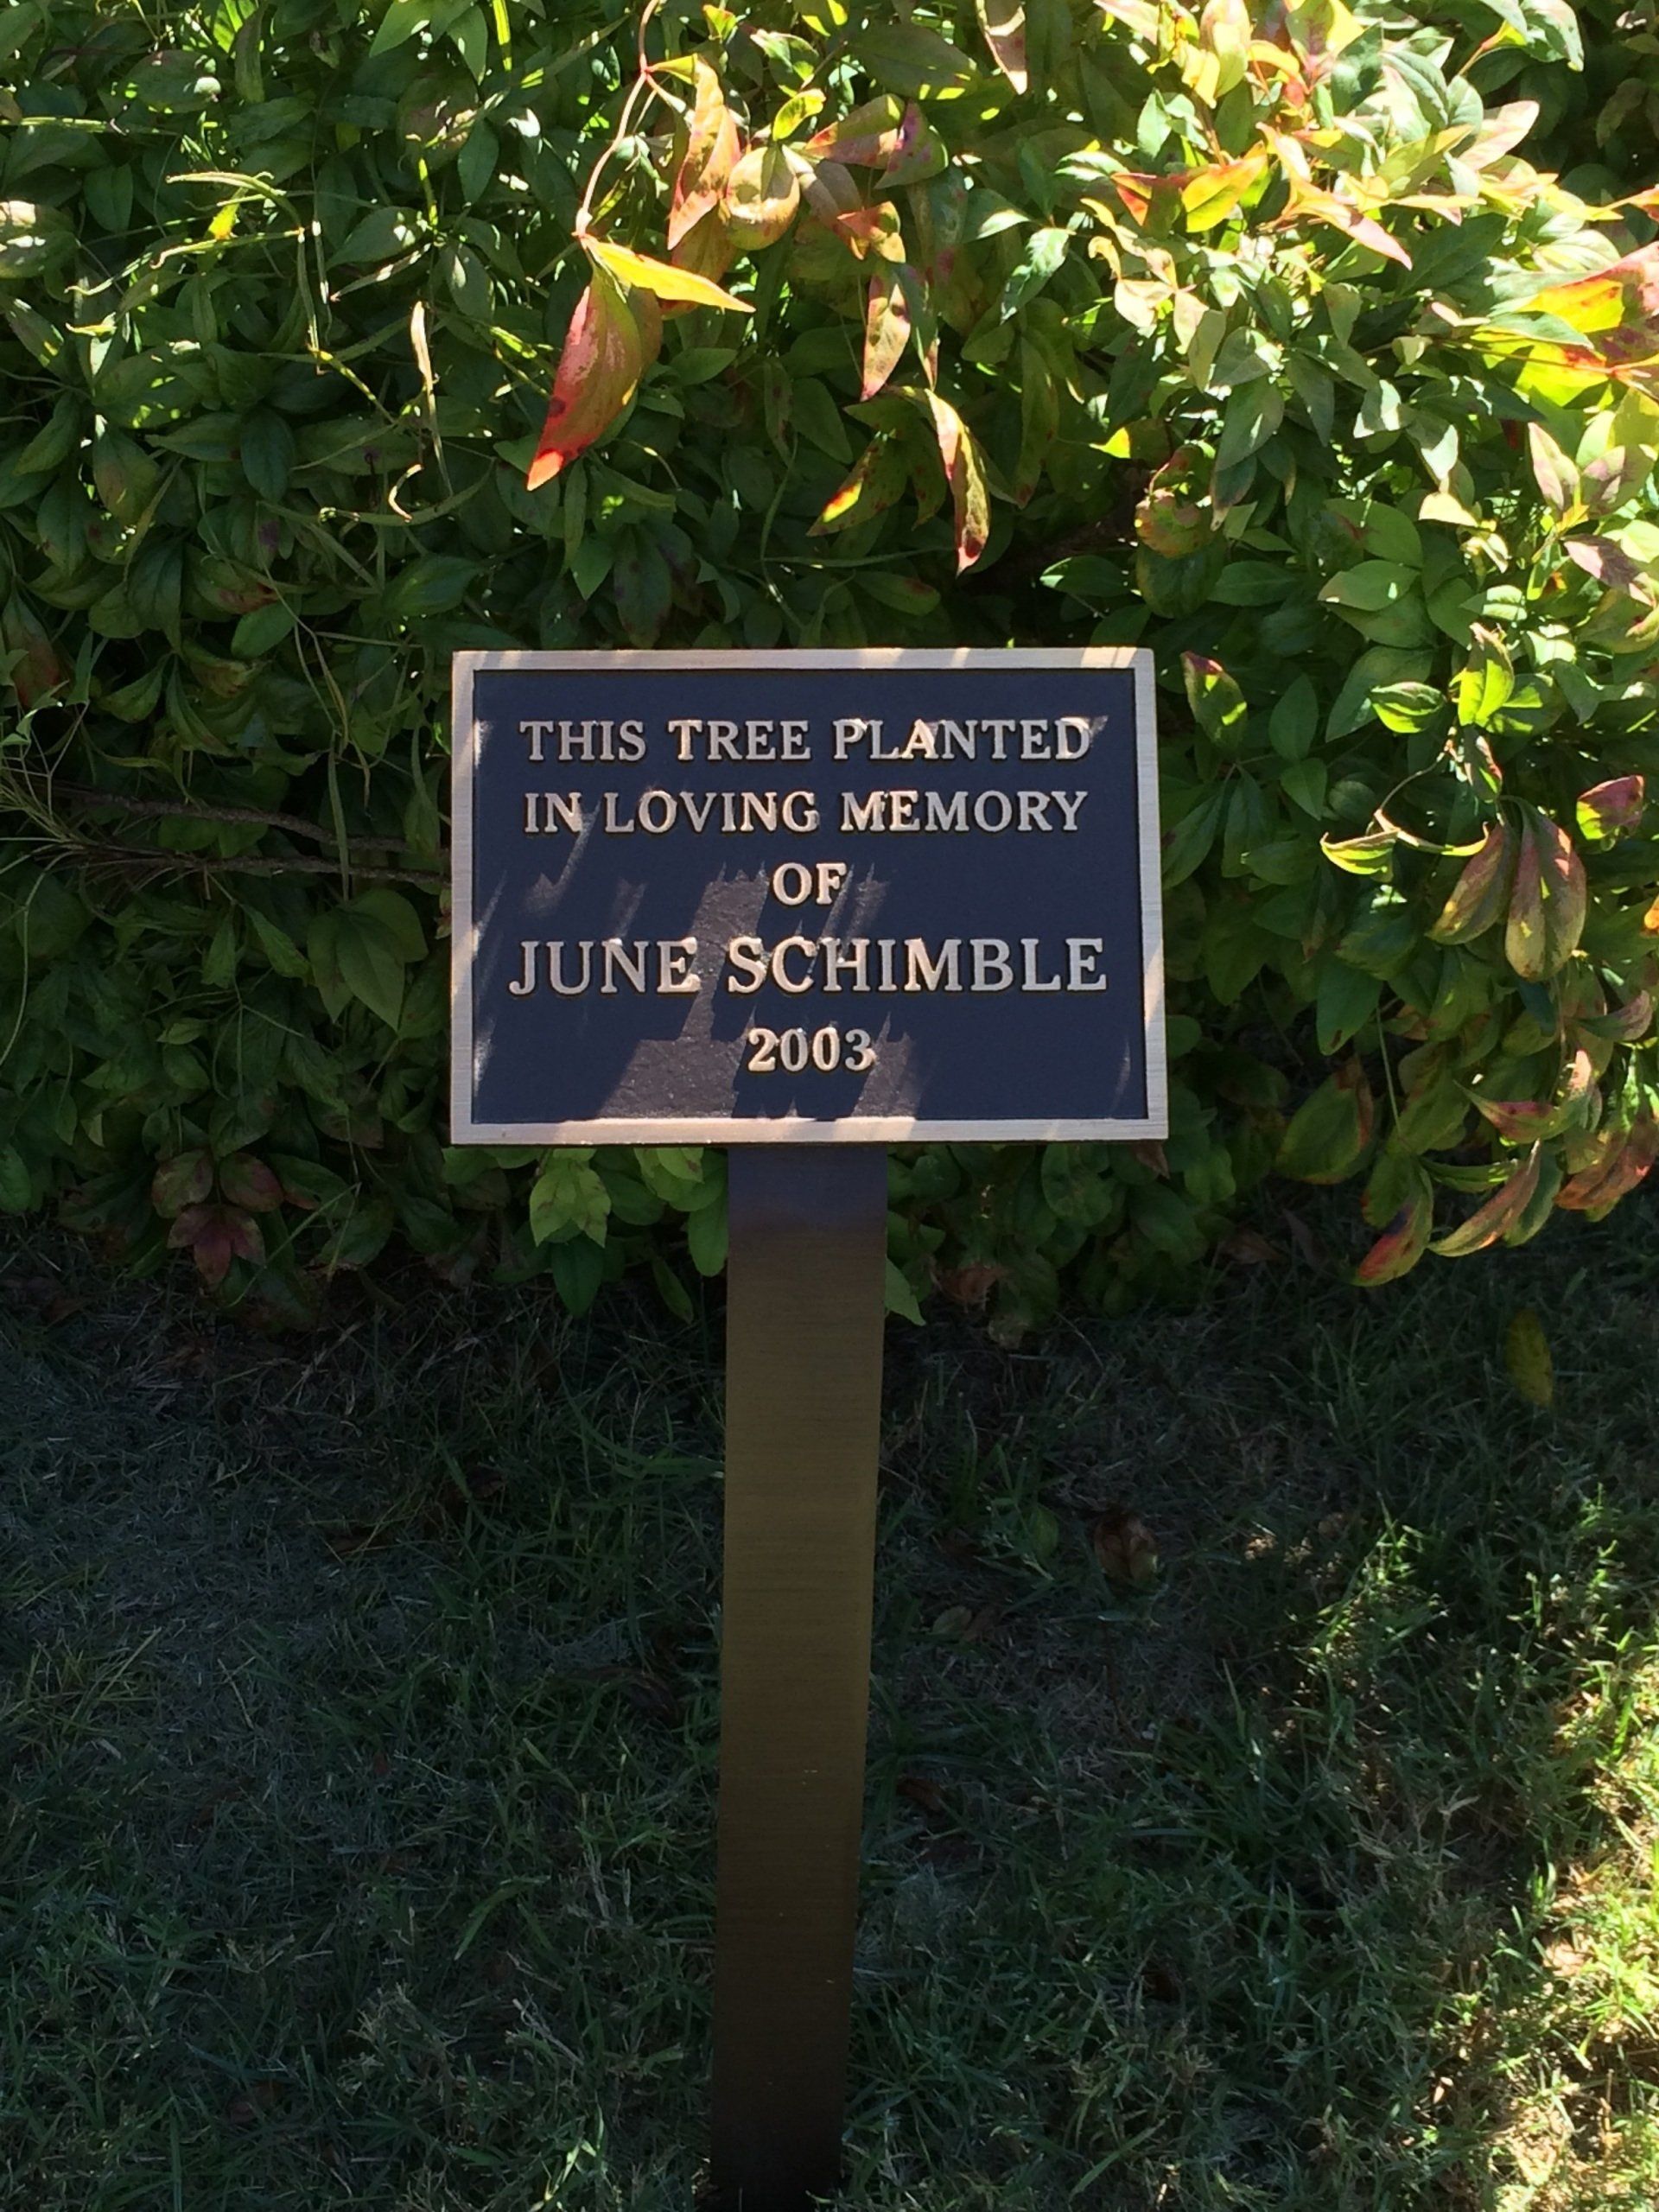 THIS TREE PLANTED
IN LOVING MEMORY
OF
JUNE SCHIMBLE
2003